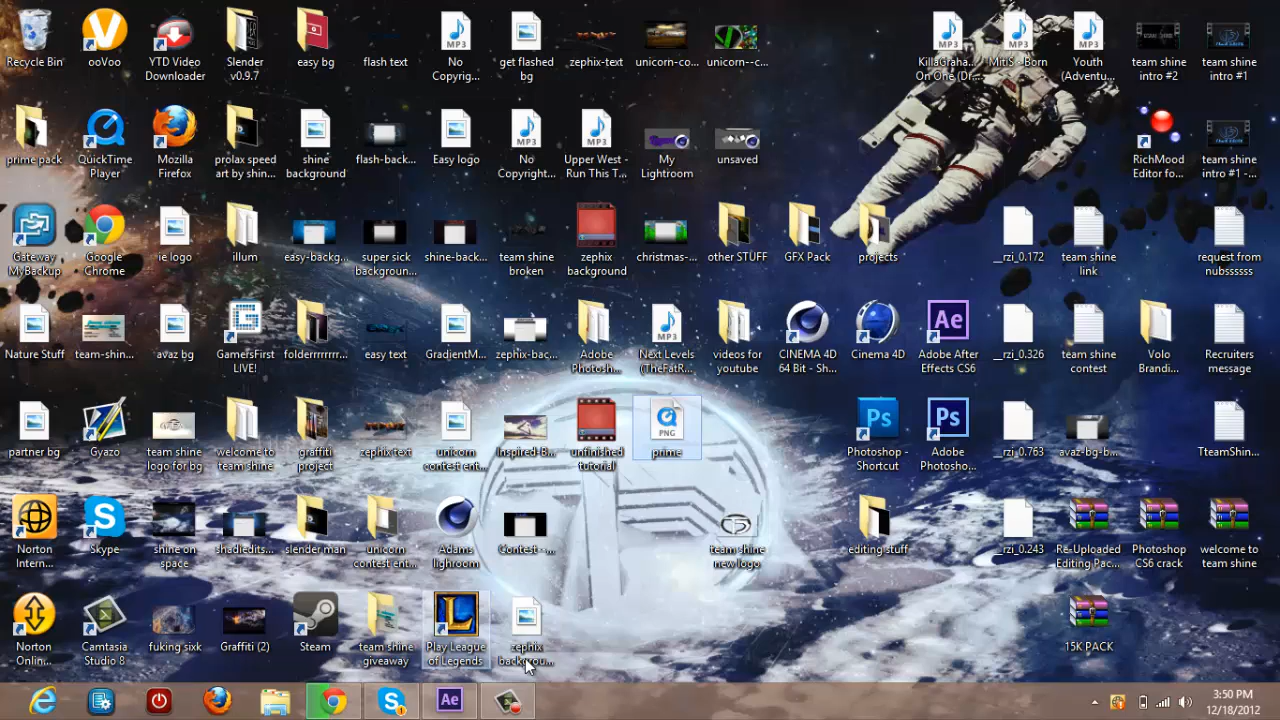 Recycle Bin
ooVoo
YTD Video
Downloader
Slender
v0.9.7
easy bg
flash text
No
Copyrig...
get flashed
bg
zephix-text
unicorn-co...
unicorn--c...
KillaGraha...
On One (Dr...
MitiS - Born
Youth
(Adventu...
team shine
intro #2
team shine
intro #1
prime pack
QuickTime
Player
Mozilla
Firefox
prolax speed
art by shin...
shine
background
flash-back...
Easy logo
No
Copyright...
Upper West -
Run This T...
My
Lightroom
unsaved
RichMood
Editor fo...
team shine
intro #1 -...
Gateway
MyBackup
Google
Chrome
ie logo
illum
easy-backg...
super sick
backgroun...
shine-back...
team shine
broken
zephix
background
christmas-...
other STUFF
GFX Pack
projects
__rzi_0.172
team shine
link
request from
nubssssss
Nature Stuff
team-shin...
avaz bg
GamersFirst
LIVE!
folderrrrrrr...
easy text
GradientM...
zephix-bac...
Adobe
Photosh...
Next Levels
(TheFatR...
videos for
youtube
CINEMA 4D
64 Bit - Sh...
Cinema 4D
Adobe After
Effects CS6
__rzi_0.326
team shine
contest
Volo
Brandi...
Recruiters
message
partner bg
Gyazo
team shine
logo for bg
welcome to
team shine
graffiti
project
zephix text
unicorn
contest ent...
Inspired-B...
unfinished
tutorial
PNG
prime
Photoshop -
Shortcut
Adobe
Photosho...
__rzi_0.763
avaz-bg-b...
TteamShin...
Norton
Intern...
Skype
shine on
space
shadledits...
slender man
unicorn
contest ent...
Adams
lighroom
Contest--...
team shine
new logo
editing stuff
__rzi_0.243
Re-Uploaded
Editing Pac...
Photoshop
CS6 crack
welcome to
team shine
Norton
Onlin...
Camtasia
Studio 8
fuking sixk
Graffiti (2)
Steam
team shine
giveaway
Play League
of Legends
zephix
backgrou...
15K PACK
3:50 PM
12/18/2012